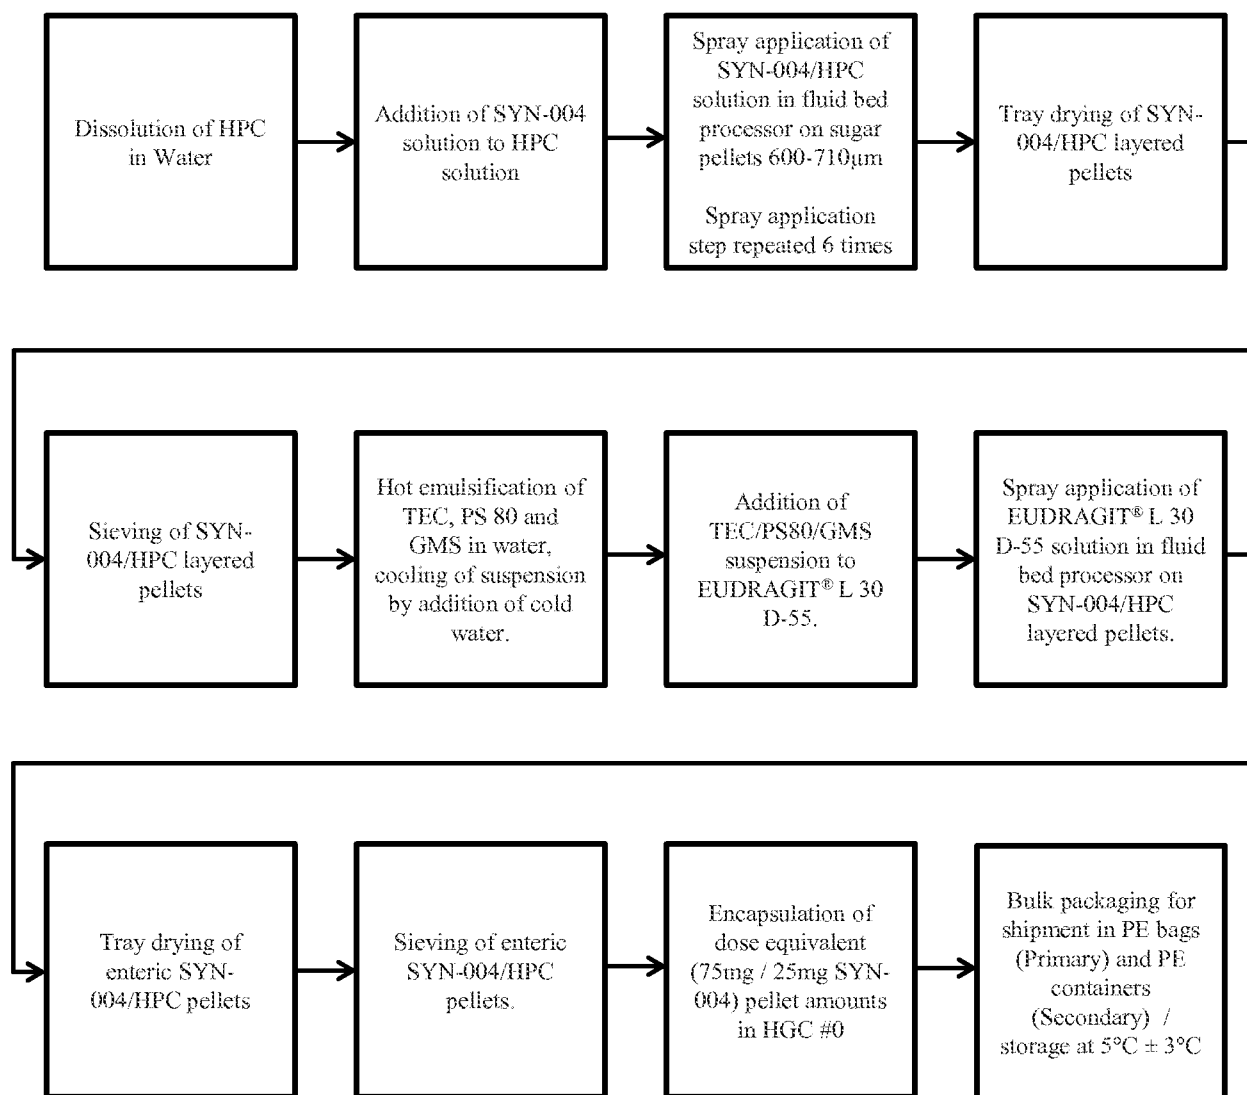 Dissolution of HPC
in Water
Addition of SYN-004
solution to HPC
solution
Spray application of
SYN-004/HPC
solution in fluid bed
processor on sugar
pellets 600-710μm
Spray application
step repeated 6 times
Tray drying of SYN-
004/HPC layered
pellets
Sieving of SYN-
004/HPC layered
pellets
Hot emulsification of
TEC, PS 80 and
GMS in water,
cooling of suspension
by addition of cold
water.
Addition of
TEC/PS80/GMS
suspension to
EUDRAGIT® L 30
D-55.
Spray application of
EUDRAGIT® L 30
D-55 solution in fluid
bed processor on
SYN-004/HPC
layered pellets.
Tray drying of
enteric SYN-
004/HPC pellets
Sieving of enteric
SYN-004/HPC
pellets.
Encapsulation of
dose equivalent
(75mg / 25mg SYN-
004) pellet amounts
in HGC #0
Bulk packaging for
shipment in PE bags
(Primary) and PE
containers
(Secondary) /
storage at 5°C ± 3°C